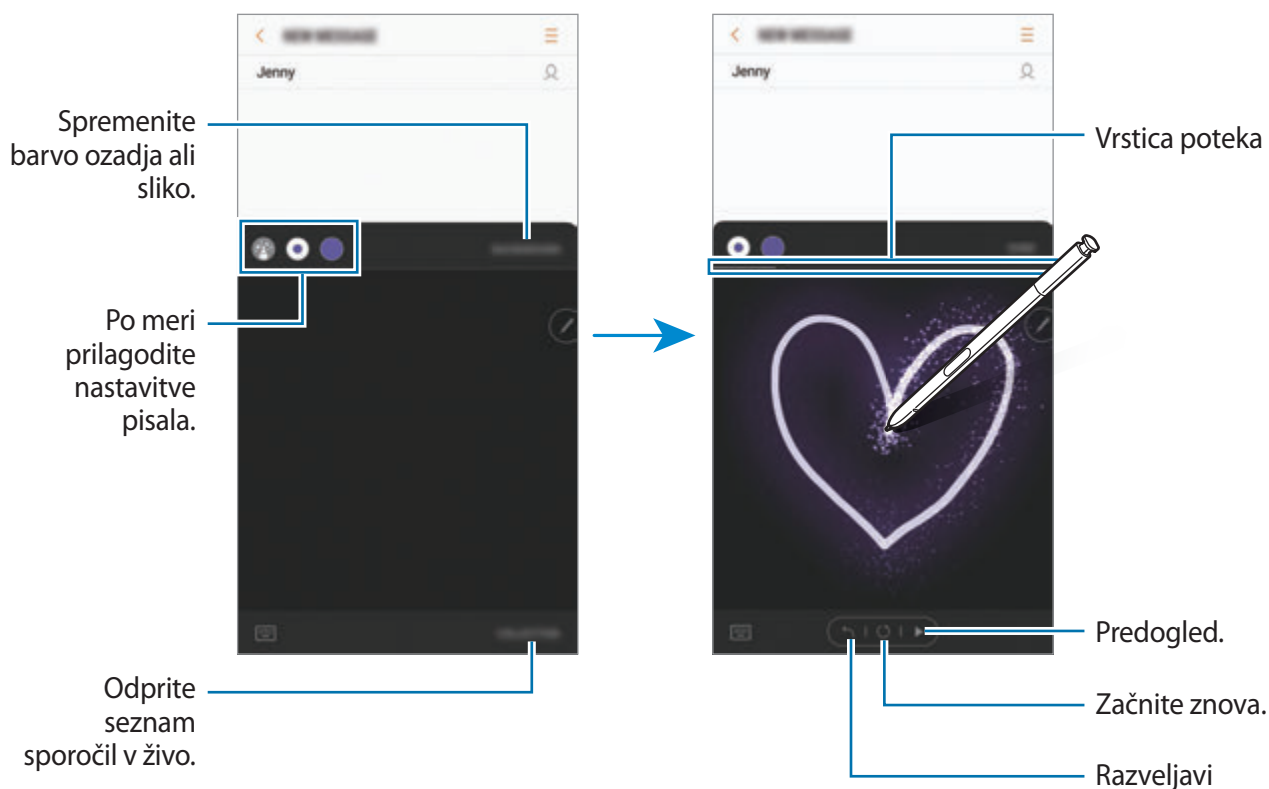 Jenny
Spremenite
barvo ozadja ali
sliko.
Po meri
prilagodite
nastavitve
pisala.
Odprite
seznam
sporočil v živo.
Jenny
Vrstica poteka
Predogled.
Začnite znova.
Razveljavi